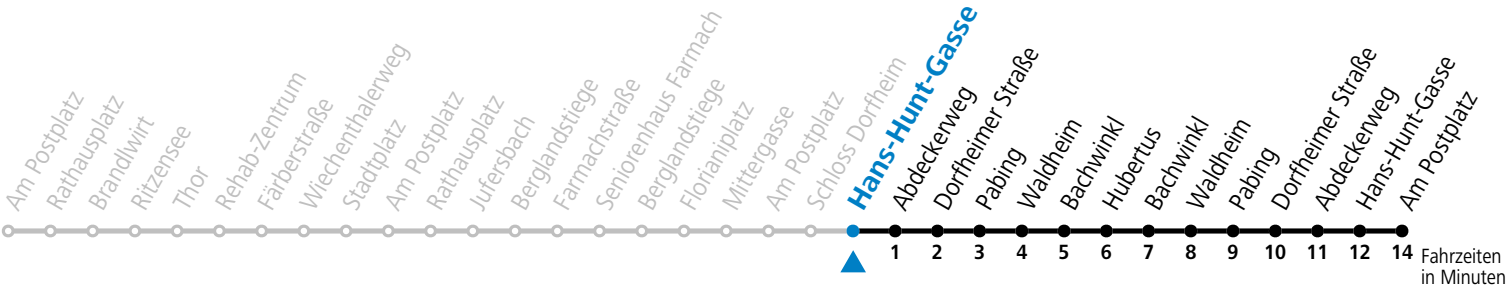 Am Postplatz
Rathausplatz
Brandlwirt
Ritzensee
Thor
Rehab-Zentrum
Färberstraße
Wiechenthalerweg
Stadtplatz
Am Postplatz
Rathausplatz
Jufersbach
Berglandstiege
Farmachstraße
Seniorenhaus Farmach
Berglandstiege
Florianiplatz
Mittergasse
Am Postplatz
Schloss Dorfheim
Hans-Hunt-Gasse
Abdeckerweg
Dorfheimer Straße
Pabing
Waldheim
Bachwinkl
Hubertus
Bachwinkl
Waldheim
Pabing
Dorfheimer Straße
Abdeckerweg
Hans-Hunt-Gasse
Am Postplatz
1 2 3 4 5 6 7 8 9 10 11 12 14 Fahrzeiten
in Minuten